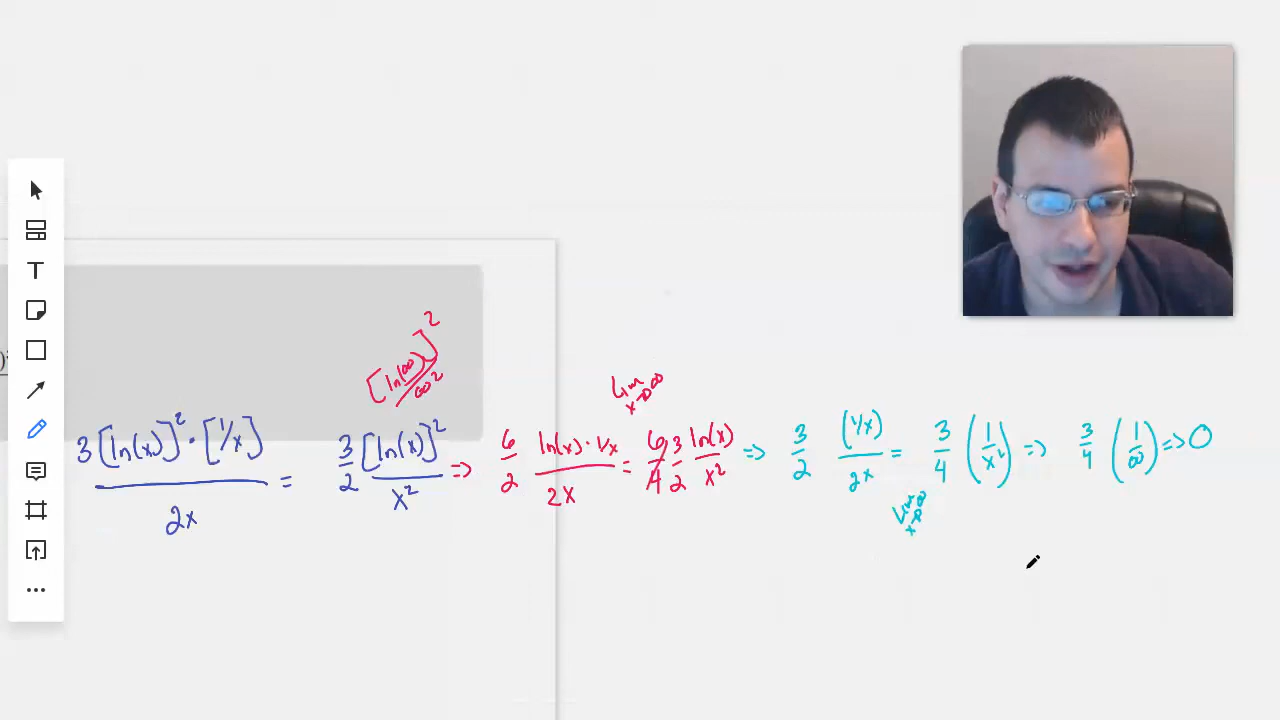 [ln(∞)]²/∞²
Lim x→∞
3[ln(x)]²·[1/x] / 2x = 3/2 [ln(x)]²/x² => 6/2 ln(x)·1/x / 2x = 6/4 3/2 ln(x)/x² => 3/2 (1/x)/2x = 3/4 (1/x²) => 3/4 (1/∞) => 0
Lim x→∞
T
)